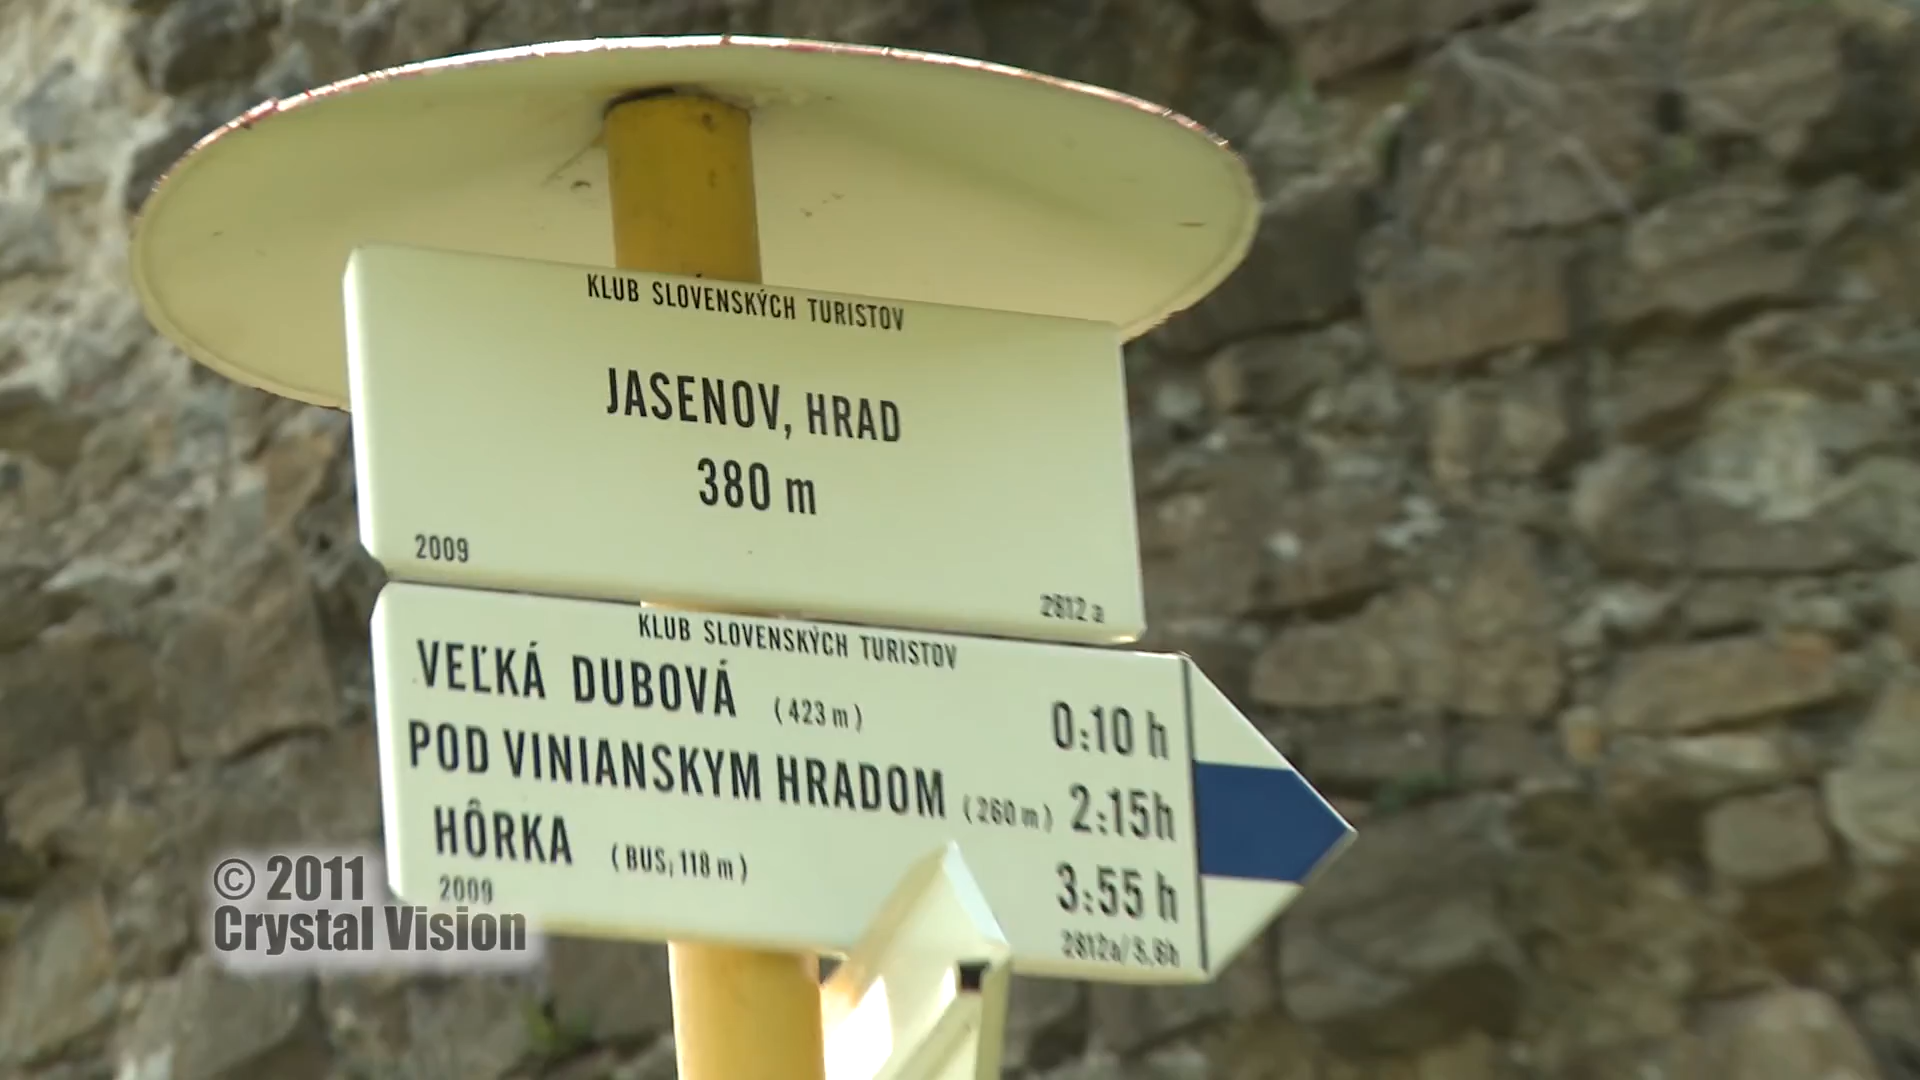 KLUB SLOVENSKÝCH TURISTOV
JASENOV, HRAD
380 m
2009
2812 a
KLUB SLOVENSKÝCH TURISTOV
VEĽKÁ DUBOVÁ (423 m) 0:10 h
POD VINIANSKYM HRADOM (260 m) 2:15h
HÔRKA (BUS, 118 m) 3:55 h
2009
© 2011
Crystal Vision